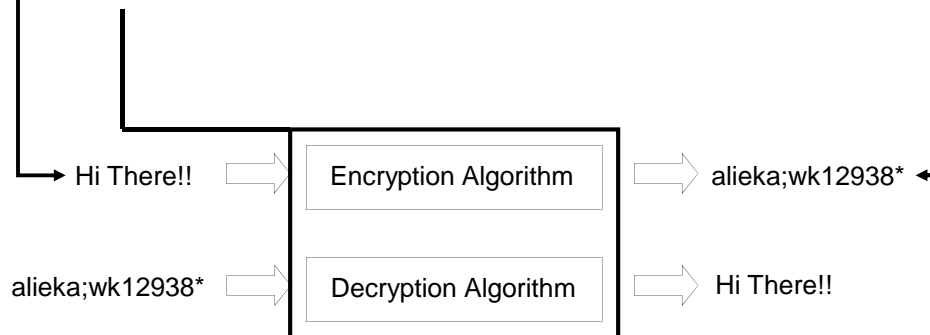 Hi There!!
Encryption Algorithm
alieka;wk12938*
alieka;wk12938*
Decryption Algorithm
Hi There!!